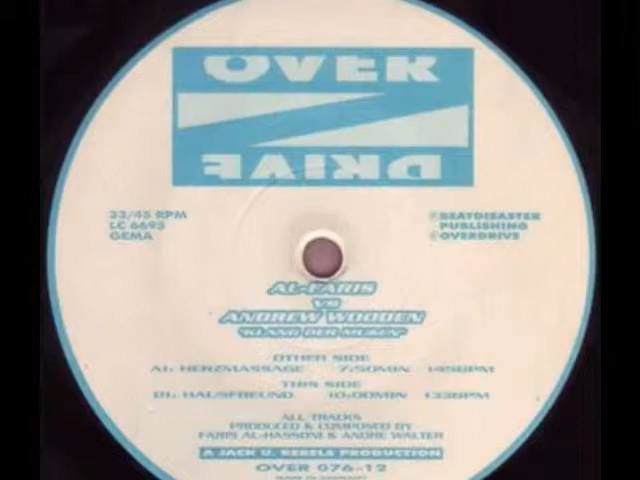 OVER
DRIVE
33/45 RPM
LC 6695
GEMA
℗BEATDISASTER
PUBLISHING
©OVERDRIVE
AL-FARIS
VS
ANDREW WOODEN
"KLANG DER MUSEN"
OTHER SIDE
A1: HERZMASSAGE 7:50MIN 145BPM
THIS SIDE
B1: HAUSFREUND 10:00MIN 133BPM
ALL TRACKS
PRODUCED & COMPOSED BY
FARIS AL-HASSONI & ANDRE WALTER
A JACK U. REBELS PRODUCTION
OVER 076-12